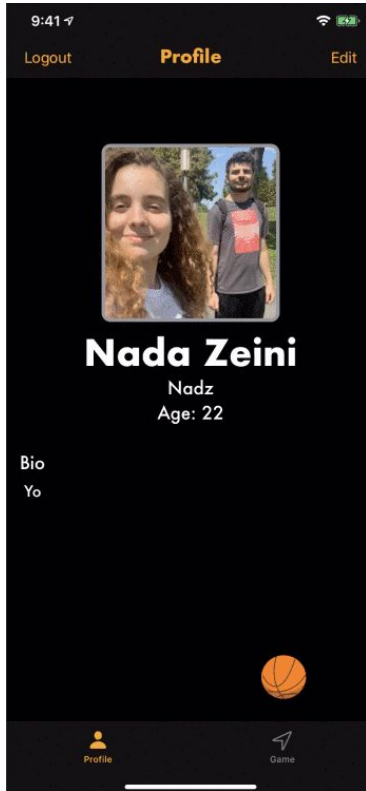 9:41
Logout Profile Edit
Nada Zeini
Nadz
Age: 22
Bio
Yo
Profile Game